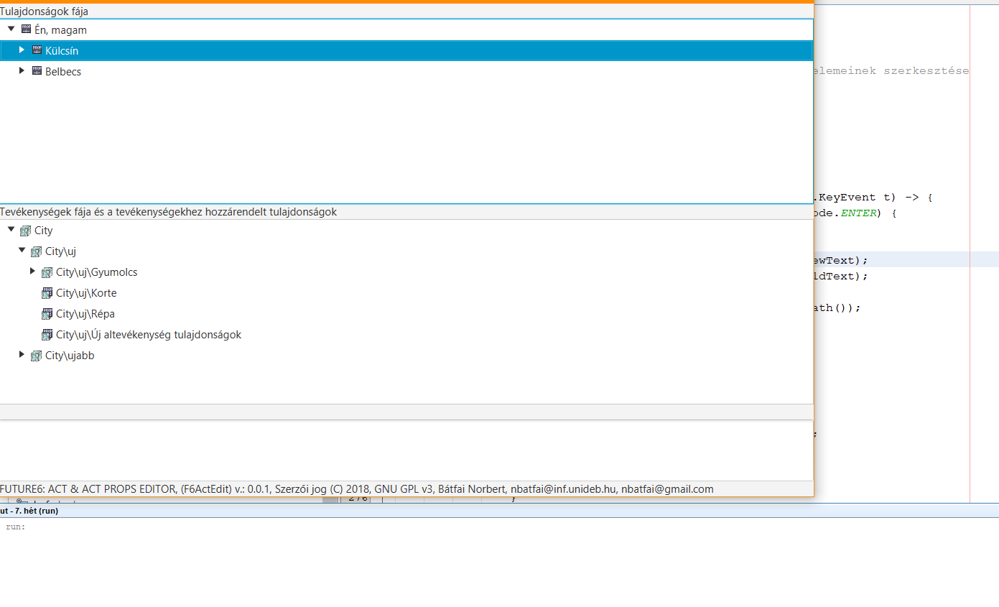 Tulajdonságok fája
Én, magam
Külcsín
Belbecs
elemeinek szerkesztése
.KeyEvent t) -> {
ode.ENTER) {
Tevékenységek fája és a tevékenységekhez hozzárendelt tulajdonságok
City
City\uj
ewText);
City\uj\Gyumolcs
ldText);
City\uj\Korte
ath());
City\uj\Répa
City\uj\Új altevékenység tulajdonságok
City\ujabb
;
FUTURE6: ACT & ACT PROPS EDITOR, (F6ActEdit) v.: 0.0.1, Szerzői jog (C) 2018, GNU GPL v3, Bátfai Norbert, nbatfai@inf.unideb.hu, nbatfai@gmail.com
276 }
ut - 7. hét (run)
run: